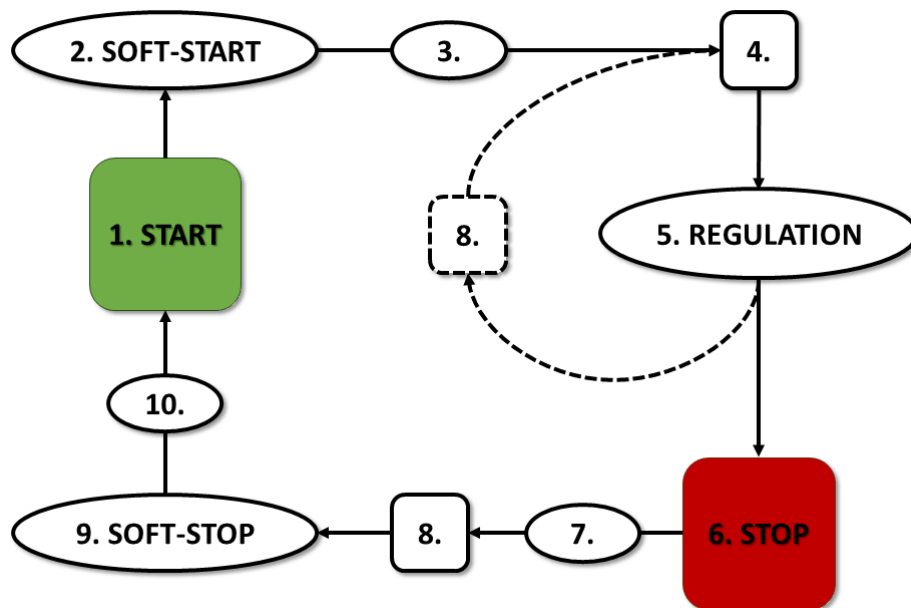 2. SOFT-START
3.
4.
1. START
8.
5. REGULATION
10.
9. SOFT-STOP
8.
7.
6. STOP